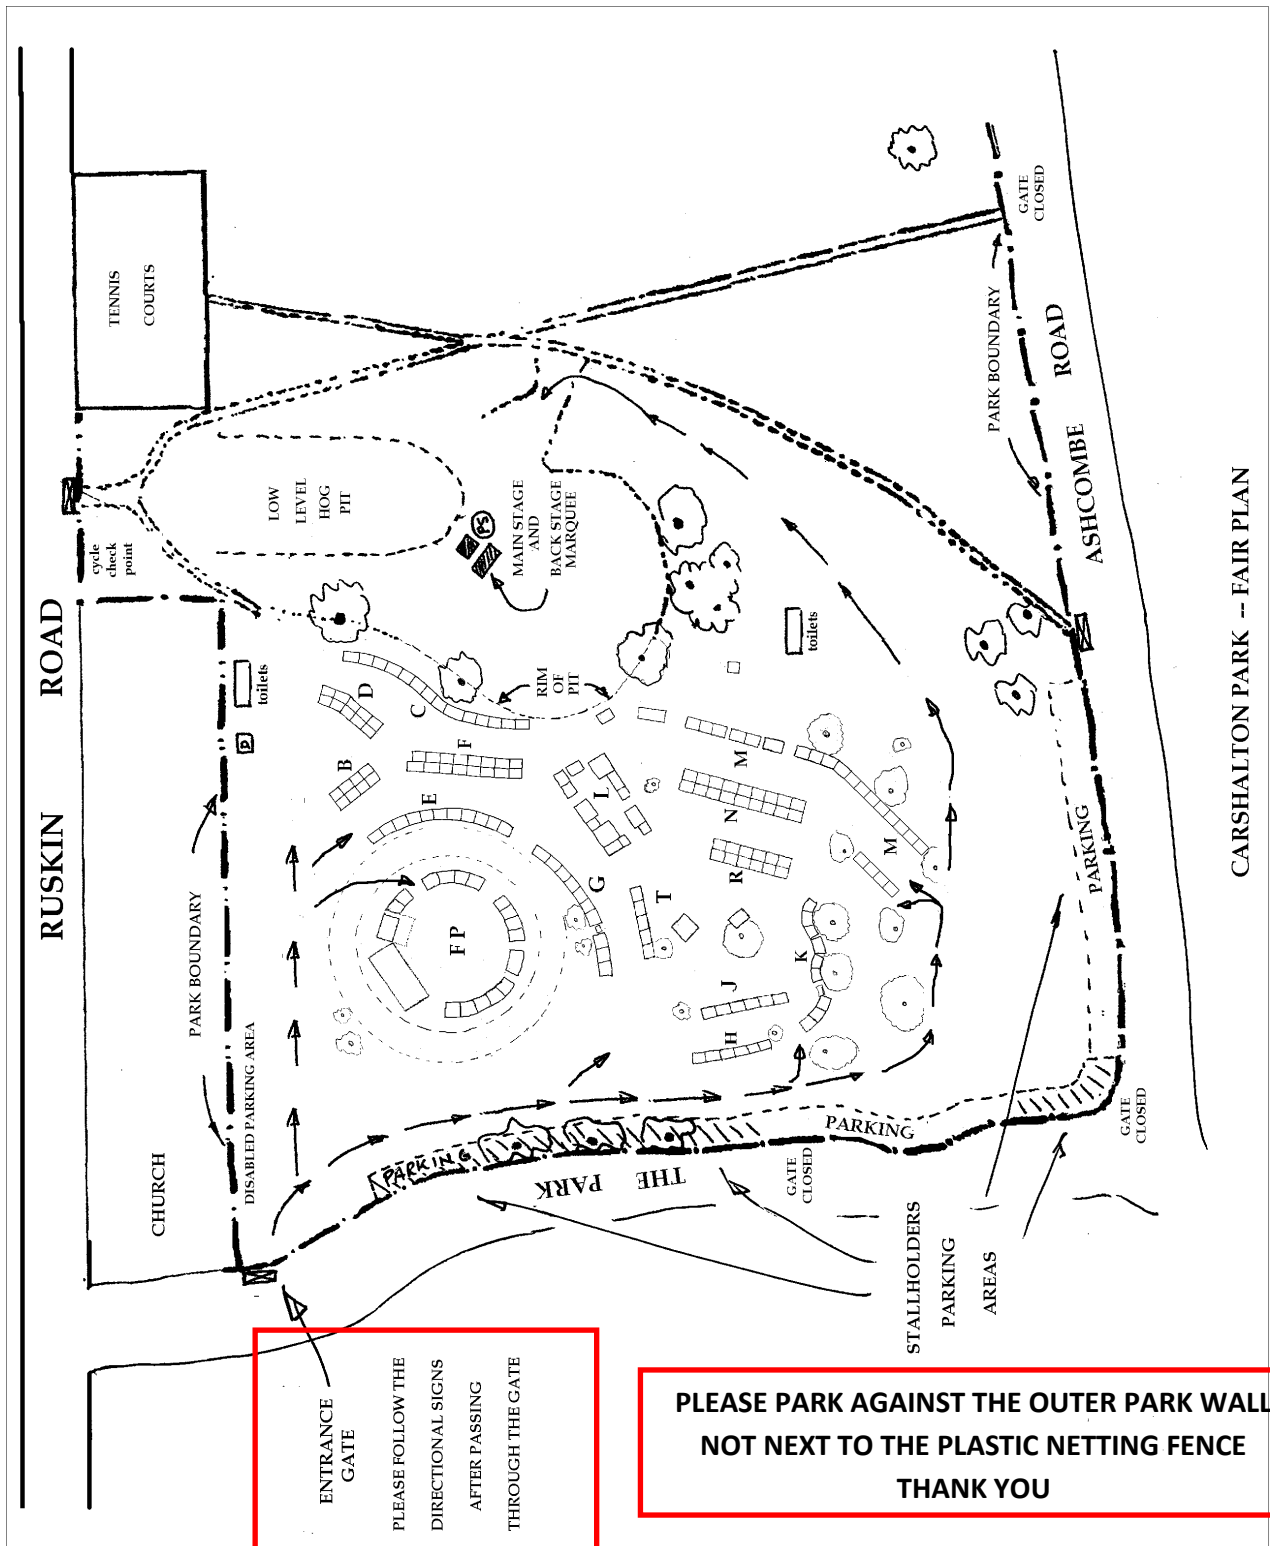 RUSKIN ROAD
TENNIS
COURTS
cycle
check
point
LOW
LEVEL
HOG
PIT
PS
MAIN STAGE
AND
BACK STAGE
MARQUEE
GATE
CLOSED
PARK BOUNDARY
ASHCOMBE ROAD
CARSHALTON PARK -- FAIR PLAN
toilets
P
toilets
RIM
OF
PIT
D
C
B
F
E
L
M
N
M
R
G
T
FP
K
J
H
PARK BOUNDARY
DISABLED PARKING AREA
CHURCH
PARKING
PARKING
PARKING
THE PARK
GATE
CLOSED
GATE
CLOSED
STALLHOLDERS
PARKING
AREAS
ENTRANCE
GATE
PLEASE FOLLOW THE
DIRECTIONAL SIGNS
AFTER PASSING
THROUGH THE GATE
PLEASE PARK AGAINST THE OUTER PARK WALL
NOT NEXT TO THE PLASTIC NETTING FENCE
THANK YOU